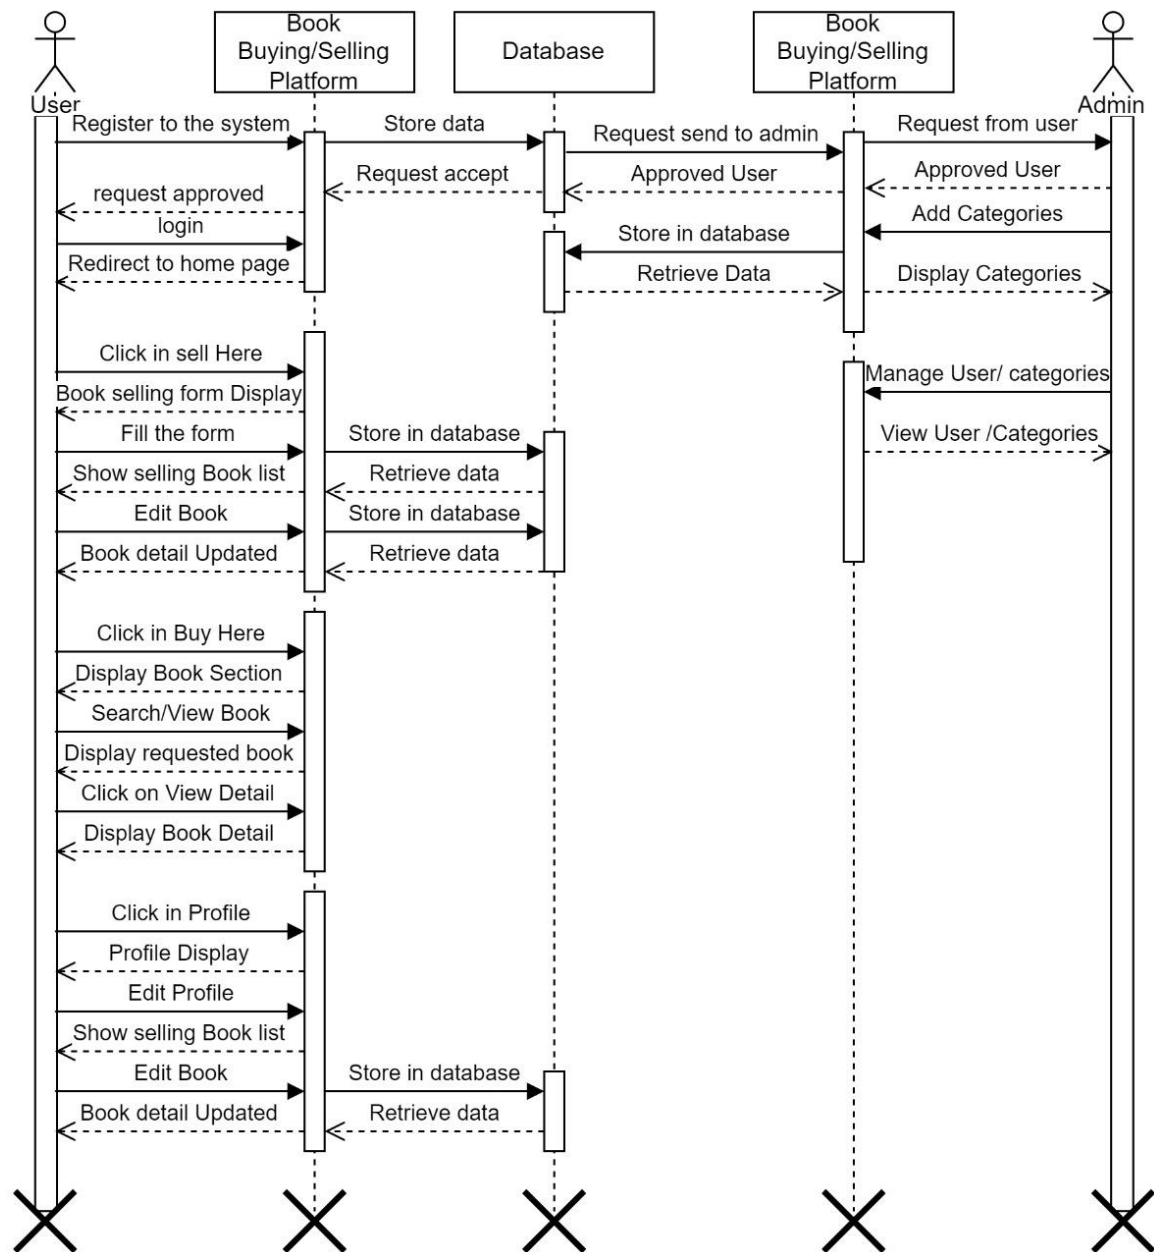 Book
Buying/Selling
Platform
Database
Book
Buying/Selling
Platform
User
Admin
Register to the system
Store data
Request send to admin
Request from user
request approved
Request accept
Approved User
Approved User
login
Store in database
Add Categories
Redirect to home page
Retrieve Data
Display Categories
Click in sell Here
Manage User/ categories
Book selling form Display
Fill the form
Store in database
View User /Categories
Show selling Book list
Retrieve data
Edit Book
Store in database
Book detail Updated
Retrieve data
Click in Buy Here
Display Book Section
Search/View Book
Display requested book
Click on View Detail
Display Book Detail
Click in Profile
Profile Display
Edit Profile
Show selling Book list
Edit Book
Store in database
Book detail Updated
Retrieve data